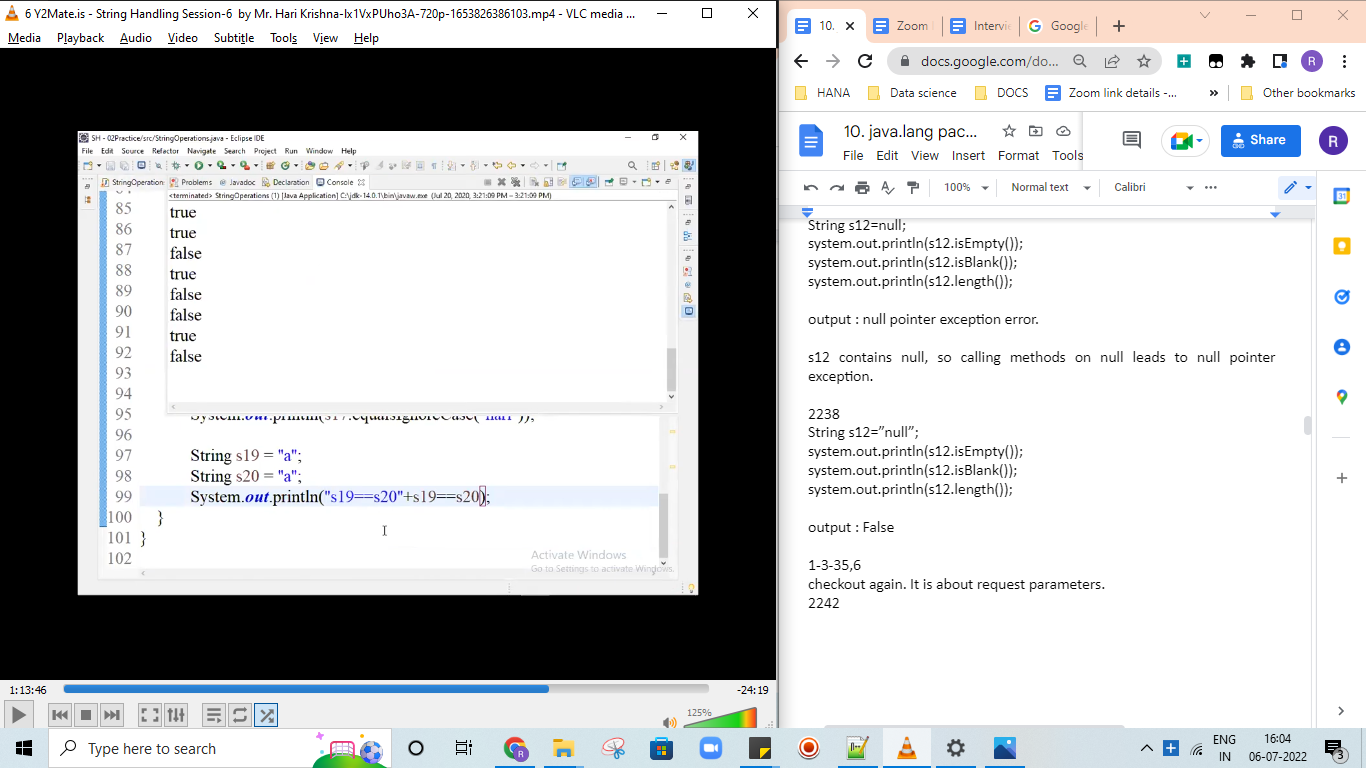 6 Y2Mate.is - String Handling Session-6 by Mr. Hari Krishna-Ix1VxPUho3A-720p-1653826386103.mp4 - VLC media ...
Media Playback Audio Video Subtitle Tools View Help
SH - 02Practice/src/StringOperations.java - Eclipse IDE
File Edit Source Refactor Navigate Search Project Run Window Help
StringOperation Problems Javadoc Declaration Console
<terminated> StringOperations (1) [Java Application] C:\jdk-14.0.1\bin\javaw.exe (Jul 20, 2020, 3:21:09 PM – 3:21:09 PM)
85 true
86 true
87 false
88 true
89 false
90 false
91 true
92 false
93
94
95 System.out.println(s17.equalsIgnoreCase("hari"));
96
97 String s19 = "a";
98 String s20 = "a";
99 System.out.println("s19==s20"+s19==s20);
100 }
101 }
102
Activate Windows
Go to Settings to activate Windows.
1:13:46
-24:19
125%
10.
Zoom
Intervi
Google
docs.google.com/do...
R
HANA Data science DOCS Zoom link details -... » Other bookmarks
10. java.lang pac...
File Edit View Insert Format Tools
Share
R
100% Normal text Calibri
String s12=null;
system.out.println(s12.isEmpty());
system.out.println(s12.isBlank());
system.out.println(s12.length());
output : null pointer exception error.
s12 contains null, so calling methods on null leads to null pointer
exception.
2238
String s12=”null”;
system.out.println(s12.isEmpty());
system.out.println(s12.isBlank());
system.out.println(s12.length());
output : False
1-3-35,6
checkout again. It is about request parameters.
2242
31
Type here to search
R
ENG
IN
16:04
06-07-2022
3